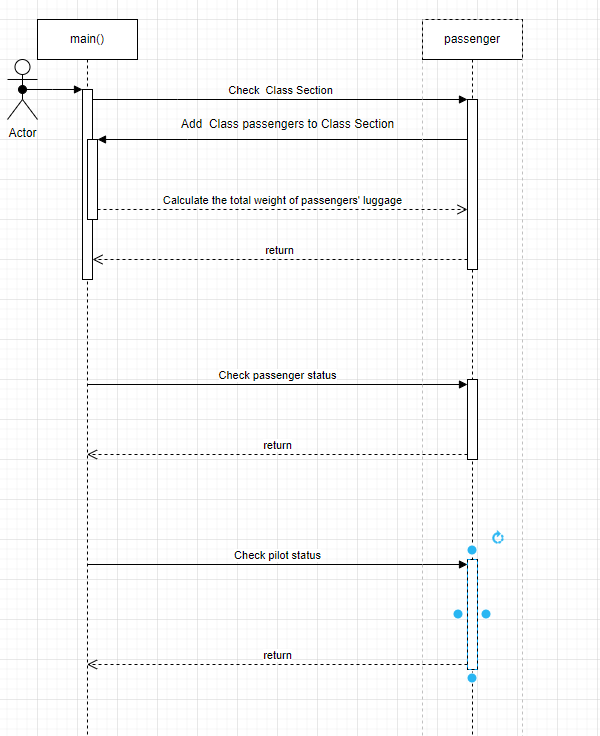 main()
passenger
Actor
Check Class Section
Add Class passengers to Class Section
Calculate the total weight of passengers' luggage
return
Check passenger status
return
Check pilot status
return